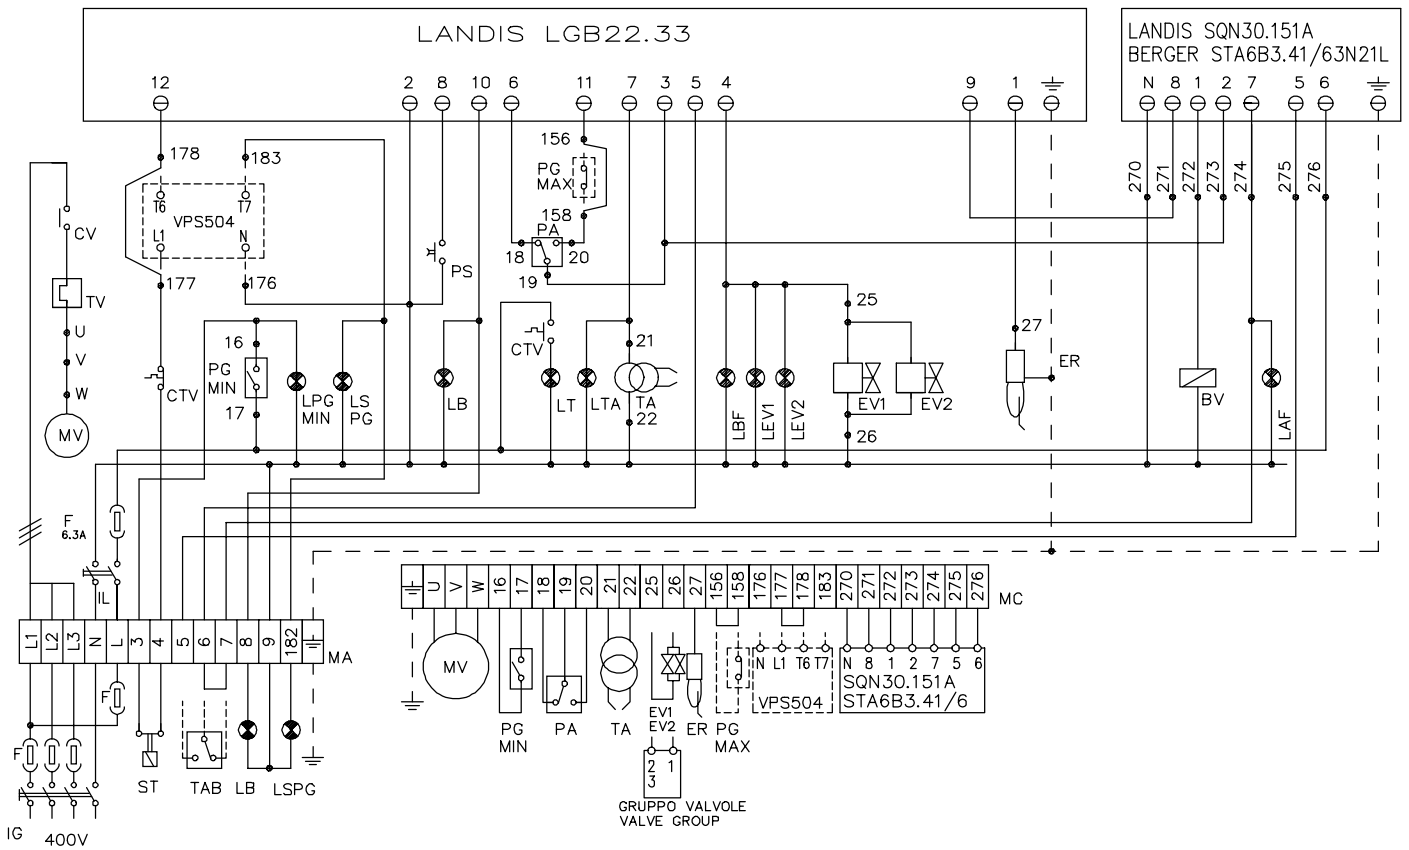 LANDIS LGB22.33
12 2 8 10 6 11 7 3 5 4 9 1
LANDIS SQN30.151A
BERGER STA6B3.41/63N21L
N 8 1 2 7 5 6
178
183
156
PG
MAX
158
270
271
272
273
274
275
276
T6
T7
VPS504
L1
N
177
176
CV
TV
U
V
W
MV
PS
PA
18
20
19
16
PG
MIN
17
CTV
LPG
MIN
LS
PG
LB
CTV
LT
LTA
21
TA
22
LBF
LEV1
LEV2
25
EV1
EV2
26
27
ER
BV
LAF
F
6.3A
IL
L1 L2 L3 N L 3 4 5 6 7 8 9 182
MA
U V W 16 17 18 19 20 21 22 25 26 27 156 158 176 177 178 183 270 271 272 273 274 275 276
MC
F
F
ST
TAB
LB
LSPG
IG
400V
MV
PG
MIN
PA
TA
EV1
EV2
ER
PG
MAX
N L1 T6 T7
VPS504
N 8 1 2 7 5 6
SQN30.151A
STA6B3.41/6
2 1
3
GRUPPO VALVOLE
VALVE GROUP